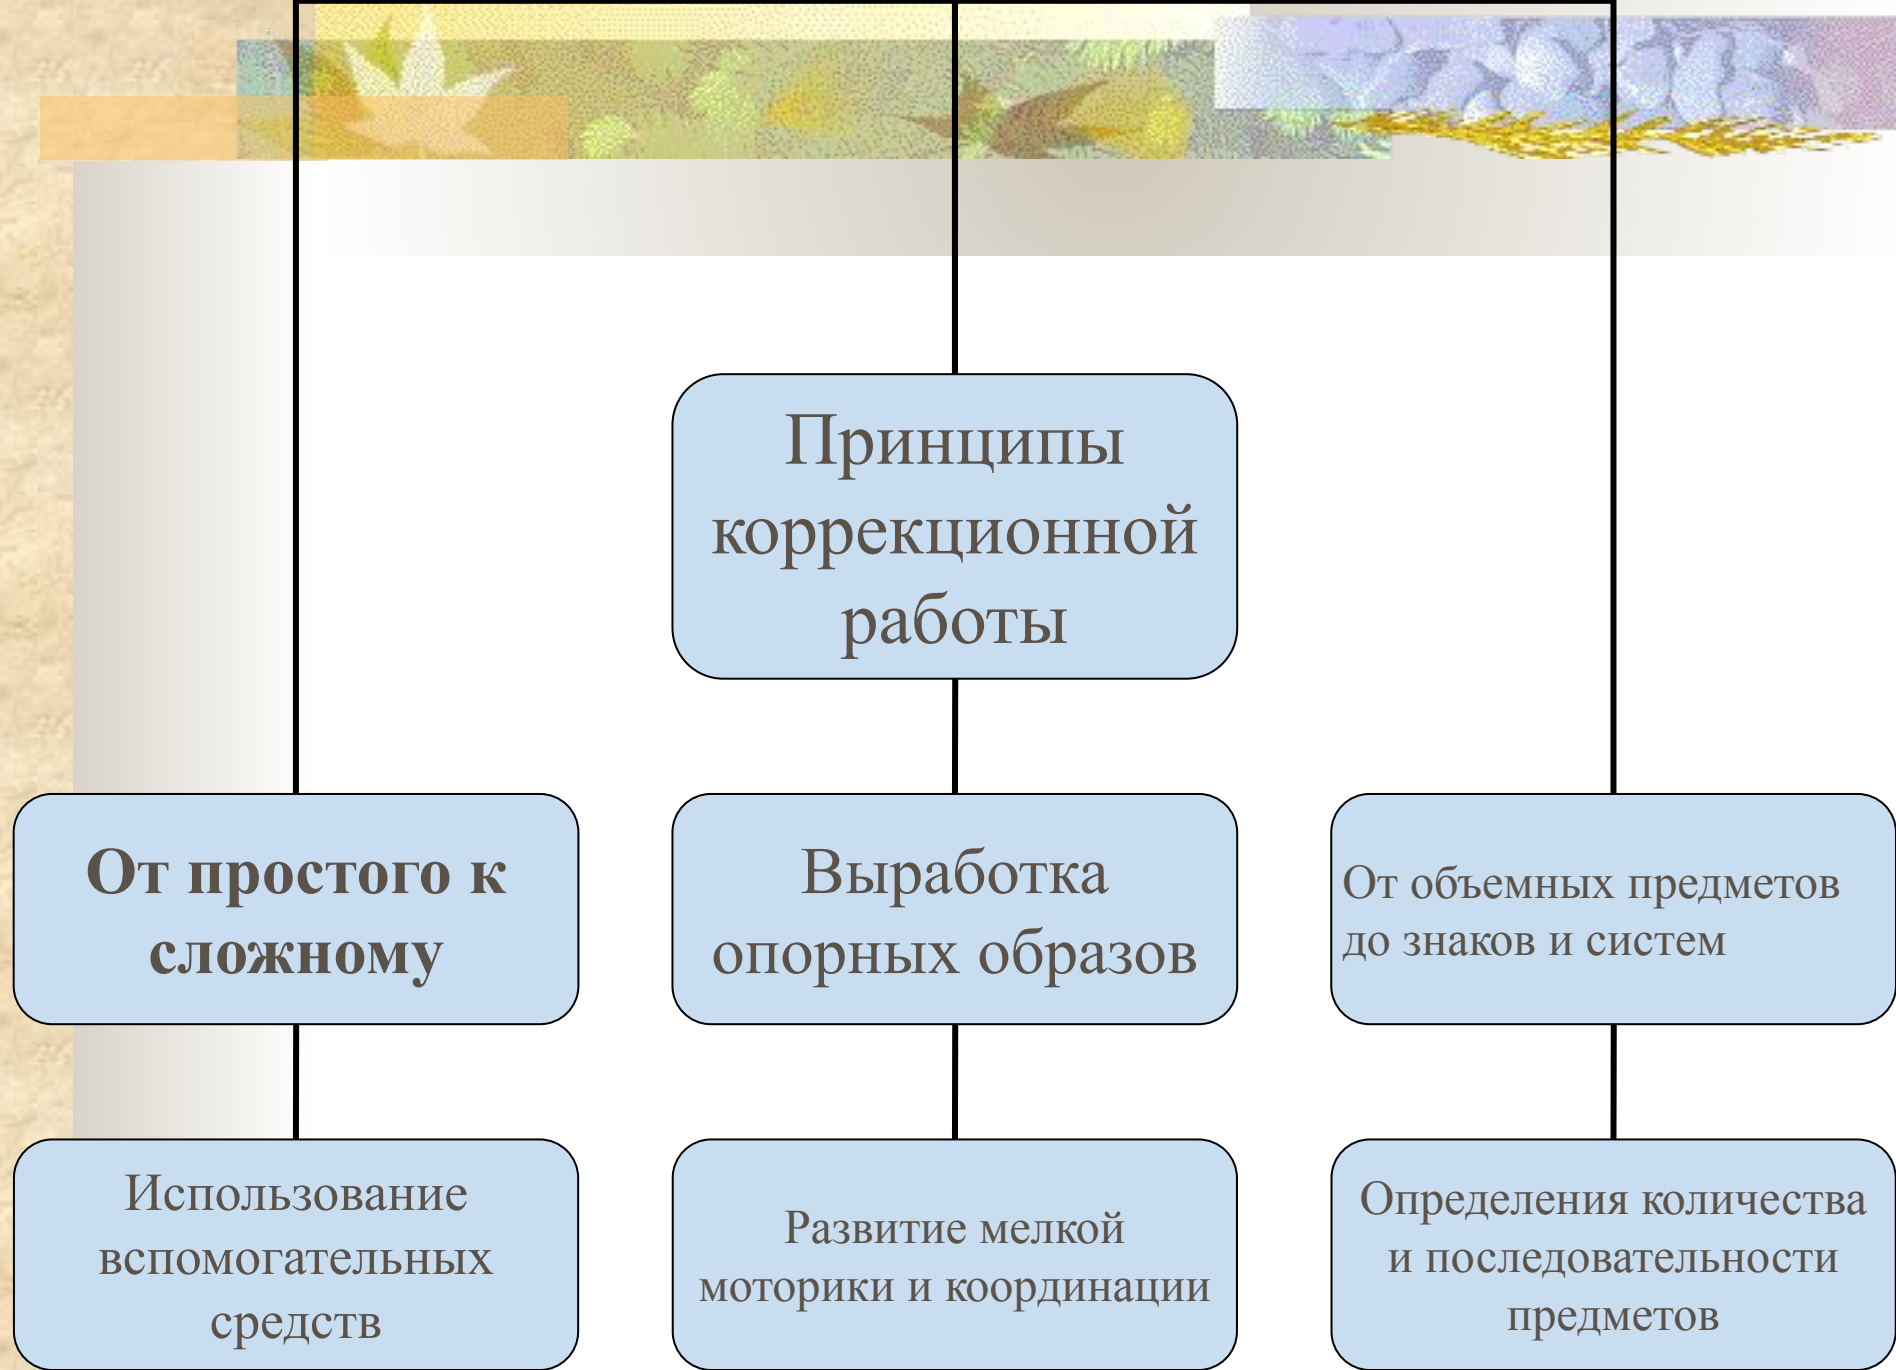 Принципы
коррекционной
работы
От простого к
сложному
Выработка
опорных образов
От объемных предметов
до знаков и систем
Использование
вспомогательных
средств
Развитие мелкой
моторики и координации
Определения количества
и последовательности
предметов